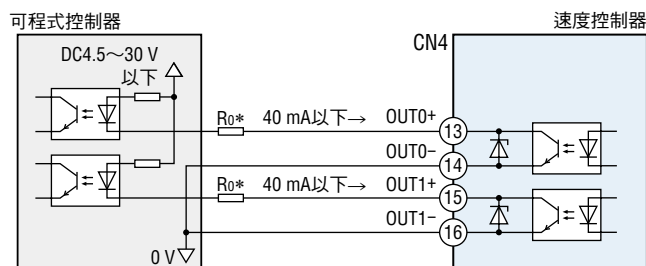 可程式控制器
速度控制器
CN4
DC4.5～30 V
以下
R0* 40 mA以下→ OUT0+
13
OUT0−
14
R0* 40 mA以下→ OUT1+
15
OUT1−
16
0 V